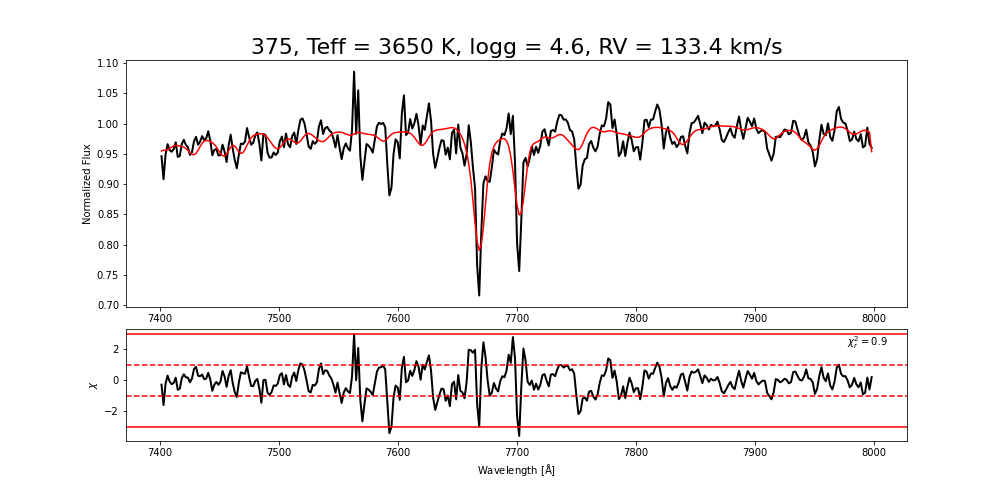 375, Teff = 3650 K, logg = 4.6, RV = 133.4 km/s
1.10
1.05
1.00
0.95
0.90
0.85
0.80
0.75
0.70
Normalized Flux
7400 7500 7600 7700 7800 7900 8000
χ²ᵣ = 0.9
2
0
−2
χ
7400 7500 7600 7700 7800 7900 8000
Wavelength [Å]